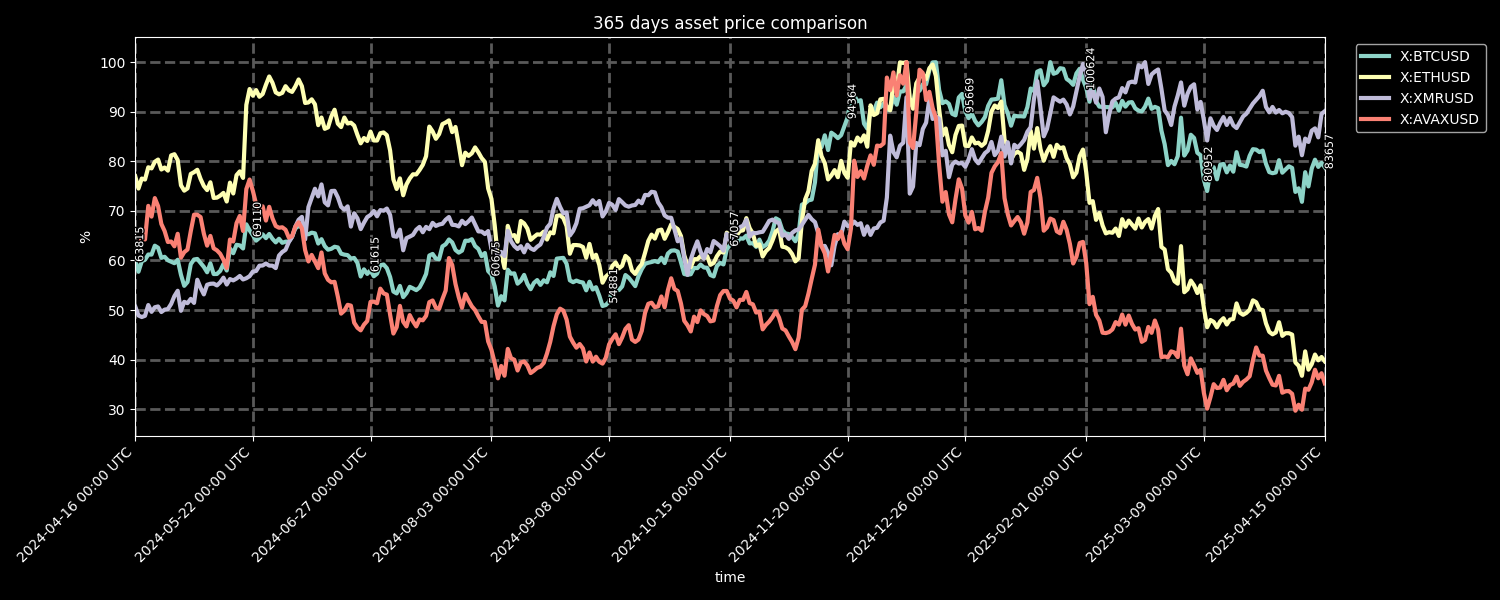 365 days asset price comparison
X:BTCUSD
X:ETHUSD
X:XMRUSD
X:AVAXUSD
%
100
90
80
70
60
50
40
30
63815
69110
61615
60675
54881
67057
94364
95669
100624
80952
83657
2024-04-16 00:00 UTC
2024-05-22 00:00 UTC
2024-06-27 00:00 UTC
2024-08-03 00:00 UTC
2024-09-08 00:00 UTC
2024-10-15 00:00 UTC
2024-11-20 00:00 UTC
2024-12-26 00:00 UTC
2025-02-01 00:00 UTC
2025-03-09 00:00 UTC
2025-04-15 00:00 UTC
time